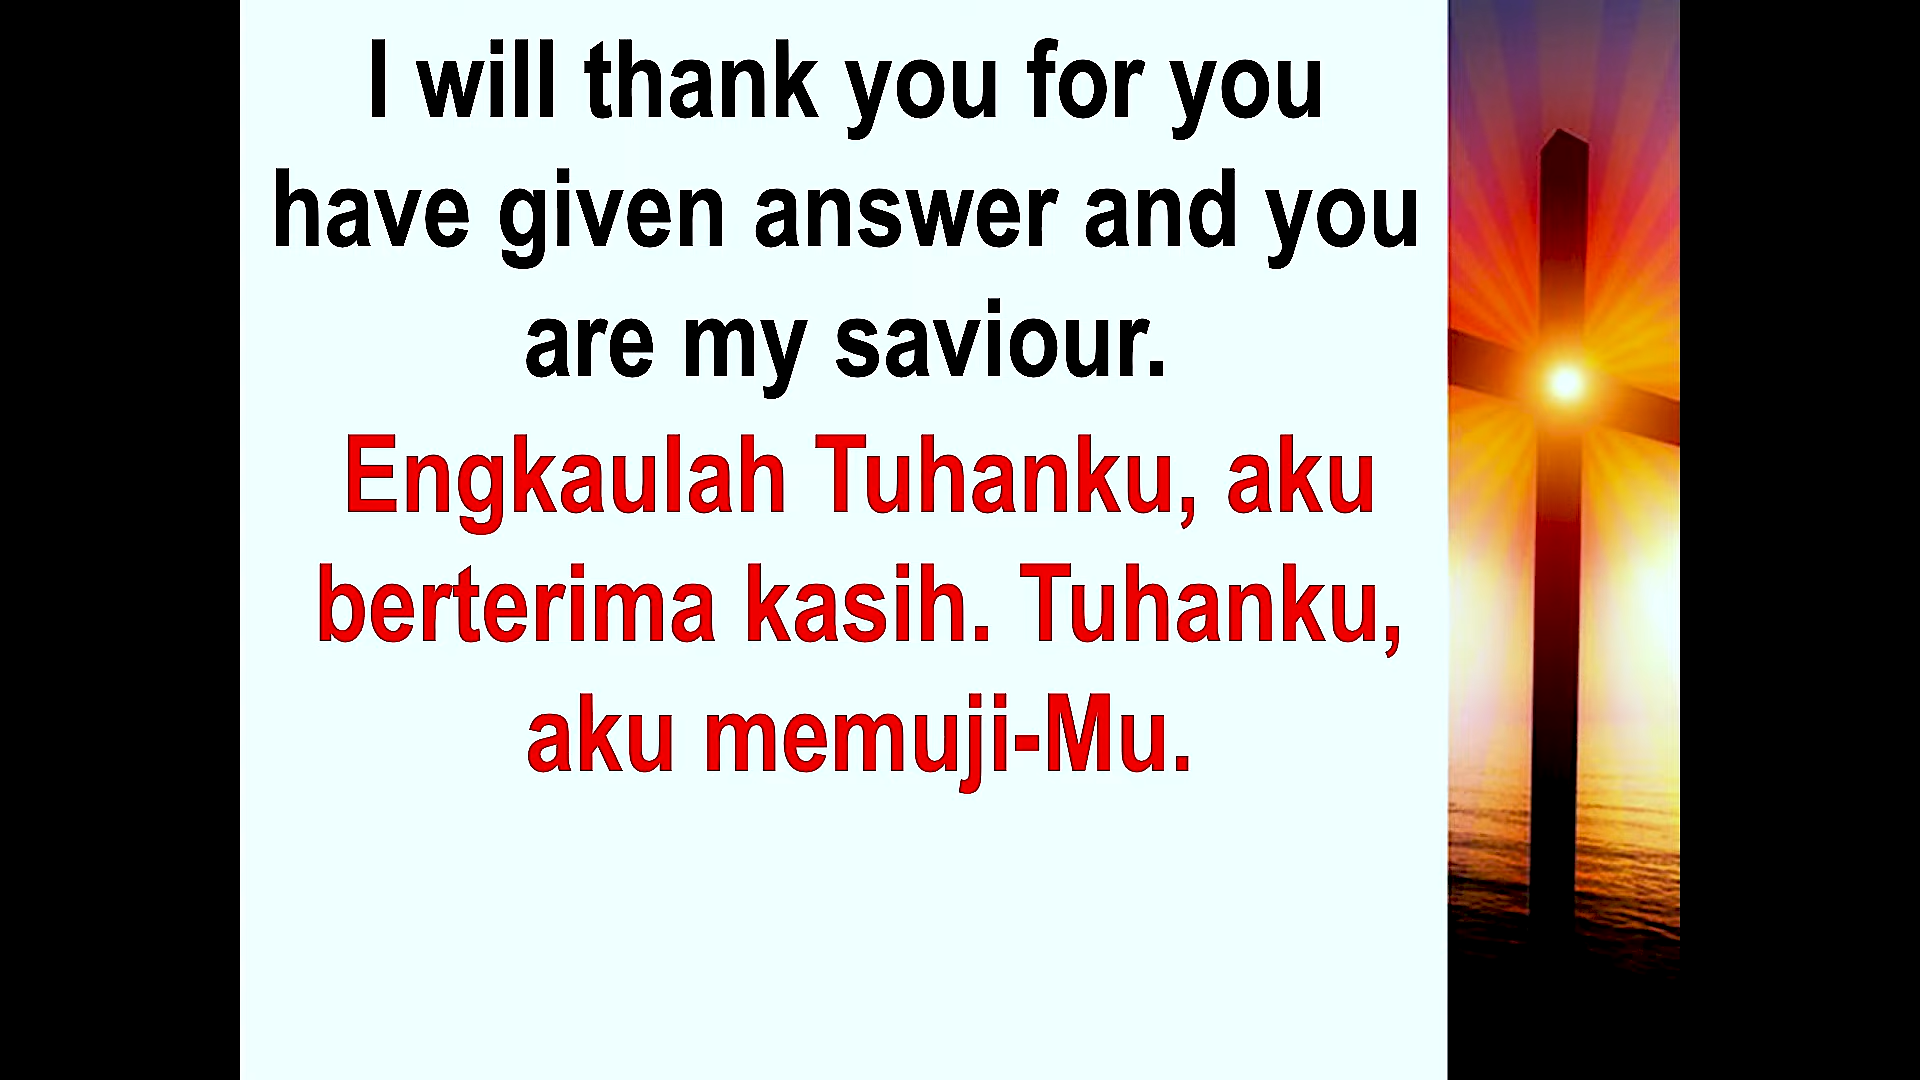 I will thank you for you
have given answer and you
are my saviour.
Engkaulah Tuhanku, aku
berterima kasih. Tuhanku,
aku memuji-Mu.